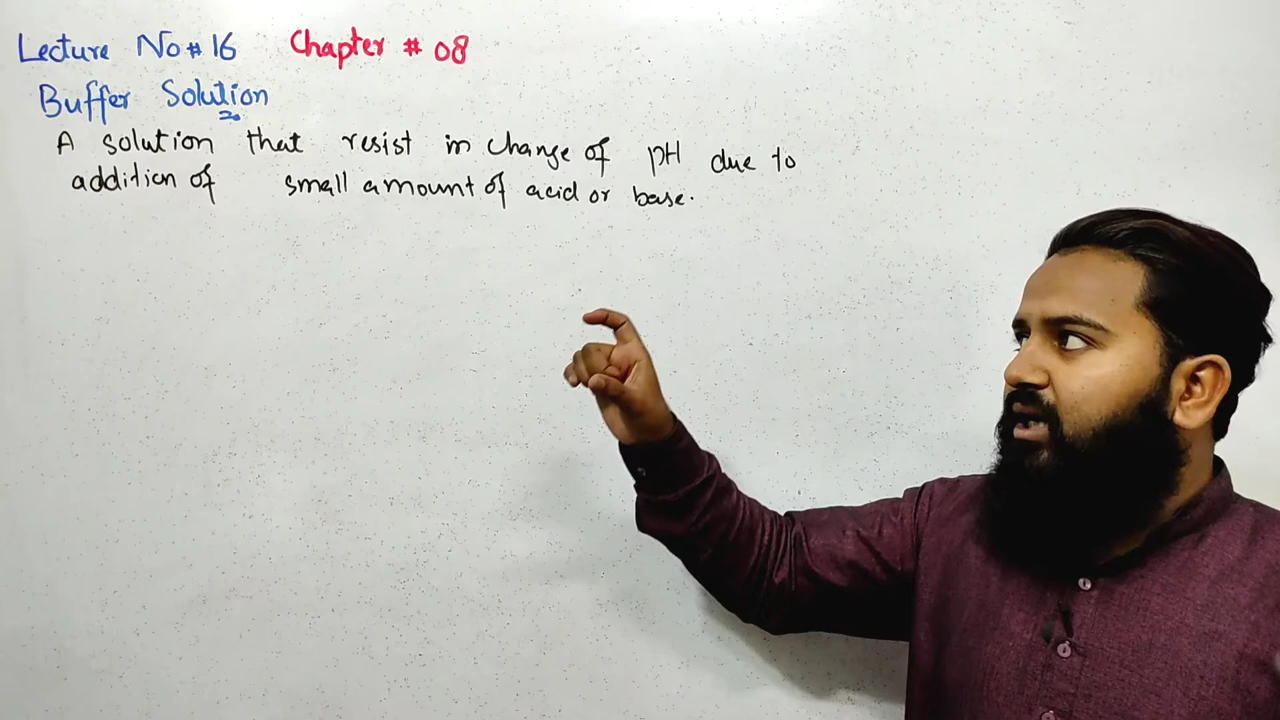 Lecture No # 16 Chapter # 08
Buffer Solution
A solution that resist in change of pH due to
addition of small amount of acid or base.